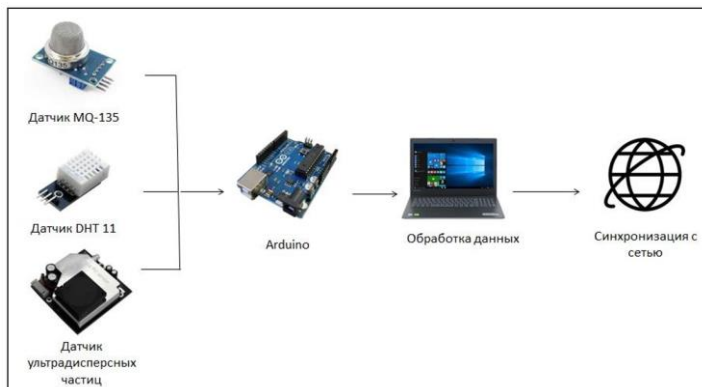 Датчик MQ-135
Датчик DHT 11
Датчик
ультрадисперсных
частиц
Arduino
Обработка данных
Синхронизация с
сетью